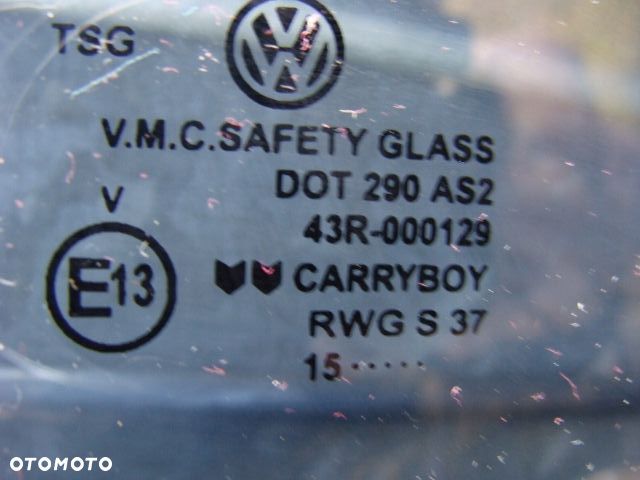 TSG
V.M.C.SAFETY GLASS
V
DOT 290 AS2
43R-000129
E13
CARRYBOY
RWG S 37
15·····
OTOMOTO